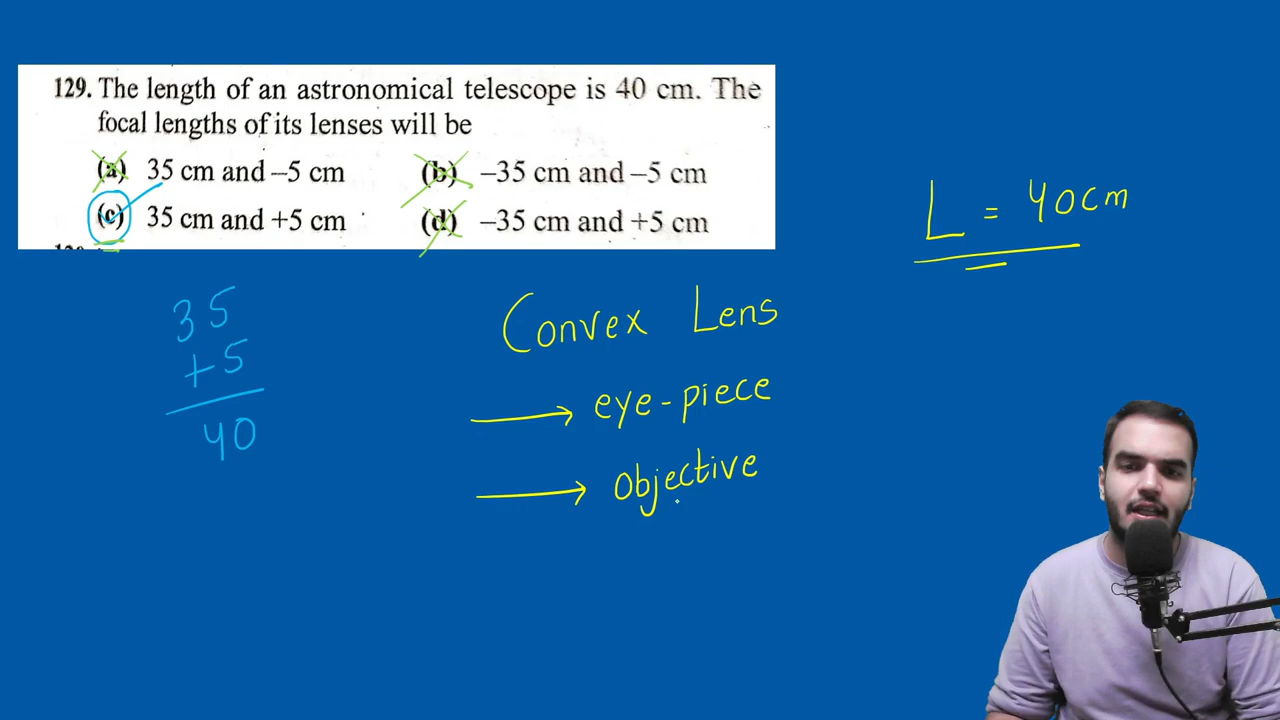 129. The length of an astronomical telescope is 40 cm. The
focal lengths of its lenses will be
(a) 35 cm and –5 cm (b) –35 cm and –5 cm
(c) 35 cm and +5 cm (d) –35 cm and +5 cm
L = 40cm
35
+5
40
Convex Lens
eye-piece
objective